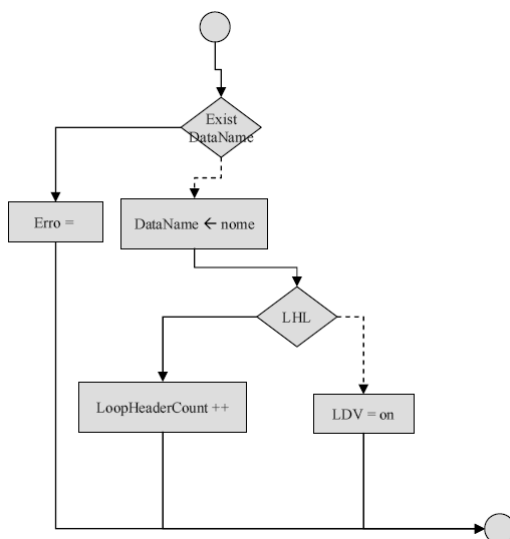 Exist
DataName
Erro =
DataName ← nome
LHL
LoopHeaderCount ++
LDV = on